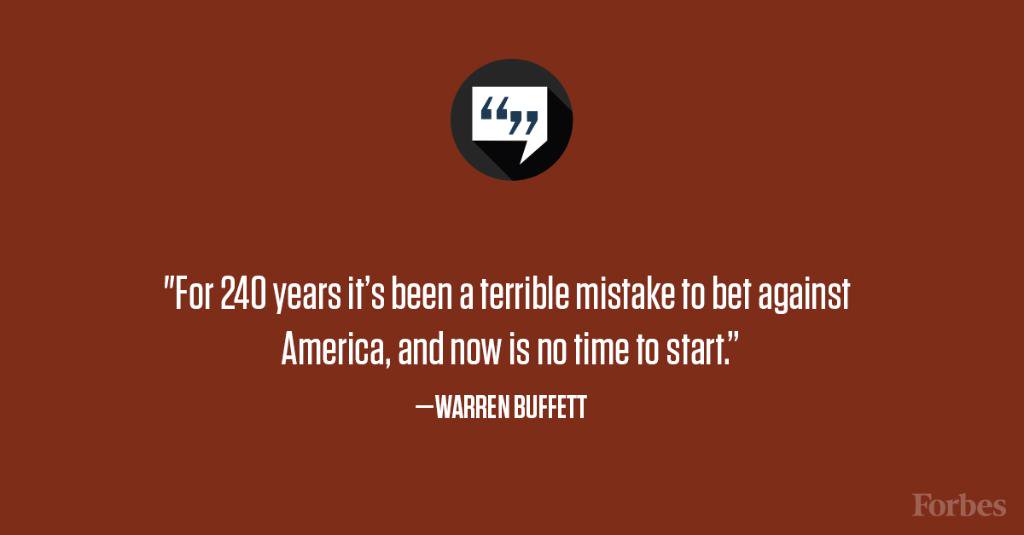 “”
"For 240 years it’s been a terrible mistake to bet against
America, and now is no time to start.”
—WARREN BUFFETT
Forbes